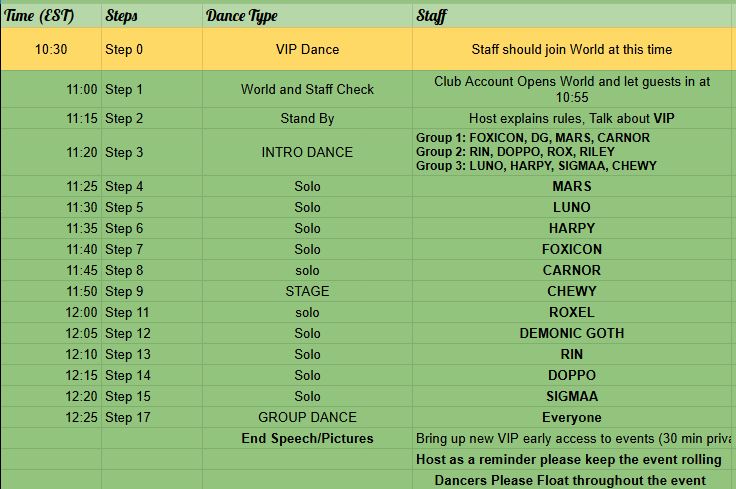 Time (EST) Steps Dance Type Staff
10:30 Step 0 VIP Dance Staff should join World at this time
11:00 Step 1 World and Staff Check Club Account Opens World and let guests in at
10:55
11:15 Step 2 Stand By Host explains rules, Talk about VIP
11:20 Step 3 INTRO DANCE Group 1: FOXICON, DG, MARS, CARNOR
Group 2: RIN, DOPPO, ROX, RILEY
Group 3: LUNO, HARPY, SIGMAA, CHEWY
11:25 Step 4 Solo MARS
11:30 Step 5 Solo LUNO
11:35 Step 6 Solo HARPY
11:40 Step 7 Solo FOXICON
11:45 Step 8 solo CARNOR
11:50 Step 9 STAGE CHEWY
12:00 Step 11 solo ROXEL
12:05 Step 12 Solo DEMONIC GOTH
12:10 Step 13 Solo RIN
12:15 Step 14 Solo DOPPO
12:20 Step 15 Solo SIGMAA
12:25 Step 17 GROUP DANCE Everyone
End Speech/Pictures Bring up new VIP early access to events (30 min priva
Host as a reminder please keep the event rolling
Dancers Please Float throughout the event